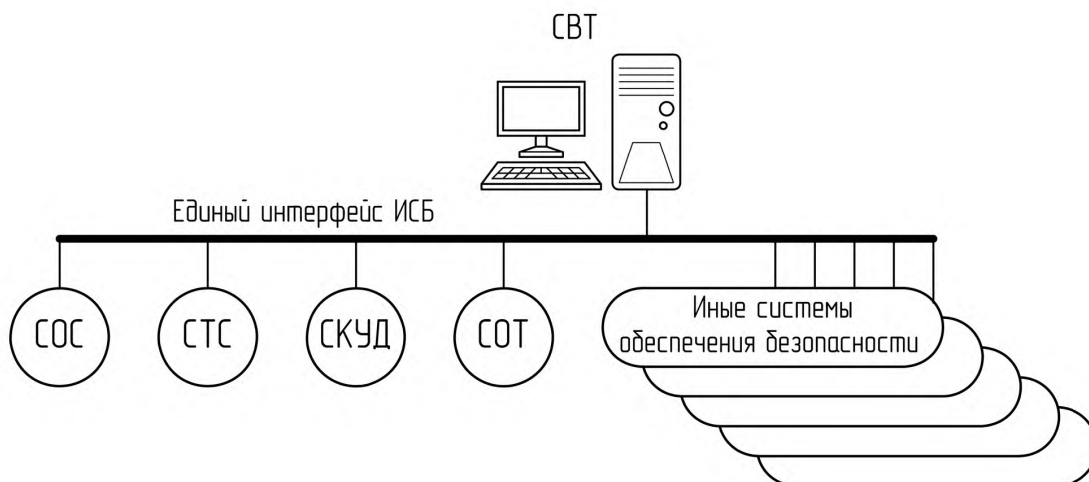 СВТ
Единый интерфейс ИСБ
СОС
СТС
СКУД
СОТ
Иные системы
обеспечения безопасности